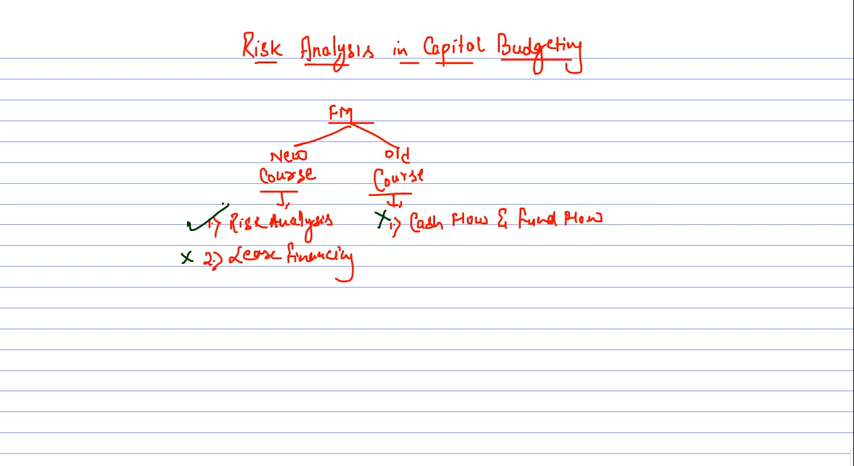 Risk Analysis in Capital Budgeting
FM
New Old
Course Course
✓ 1.) Risk Analysis x 1.) Cash Flow & Fund Flow
x 2.) Lease Financing